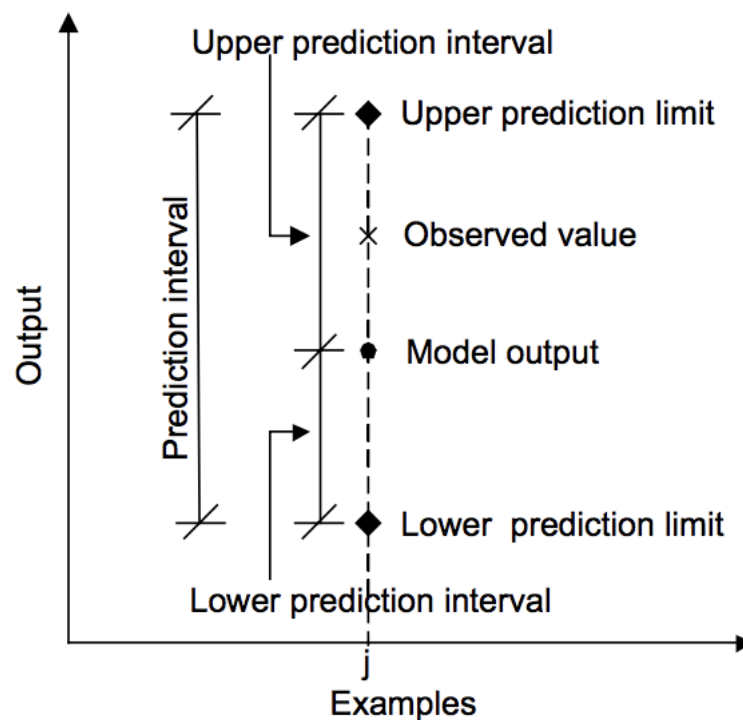 Upper prediction interval
Upper prediction limit
Observed value
Prediction interval
Output
Model output
Lower prediction limit
Lower prediction interval
j
Examples